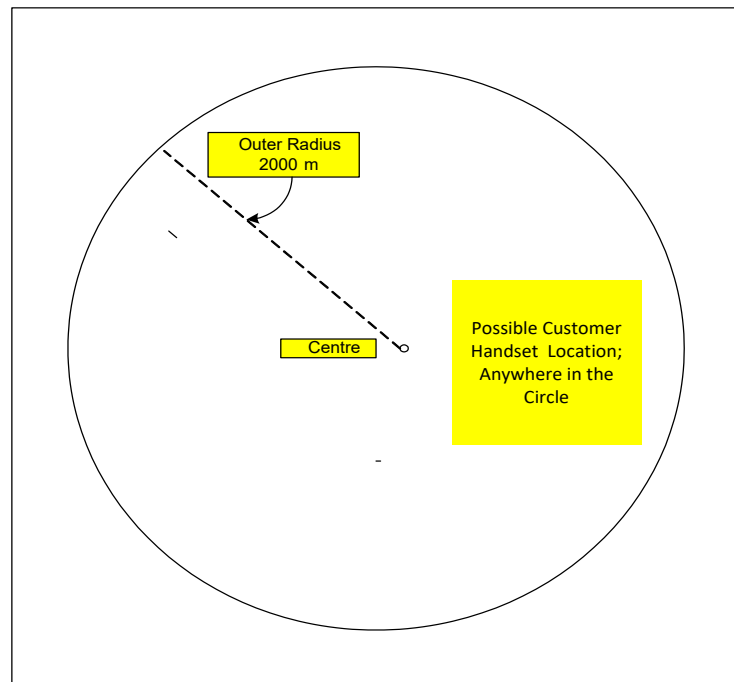 Outer Radius
2000 m
Centre
Possible Customer
Handset Location;
Anywhere in the
Circle